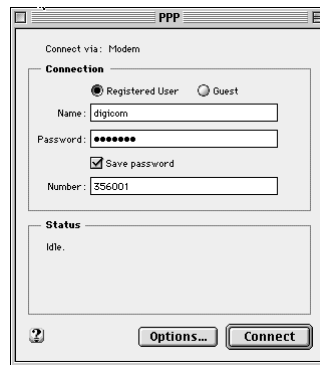 PPP
Connect via: Modem
Connection
Registered User Guest
Name: digicom
Password: •••••••
Save password
Number: 356001
Status
Idle.
? Options... Connect